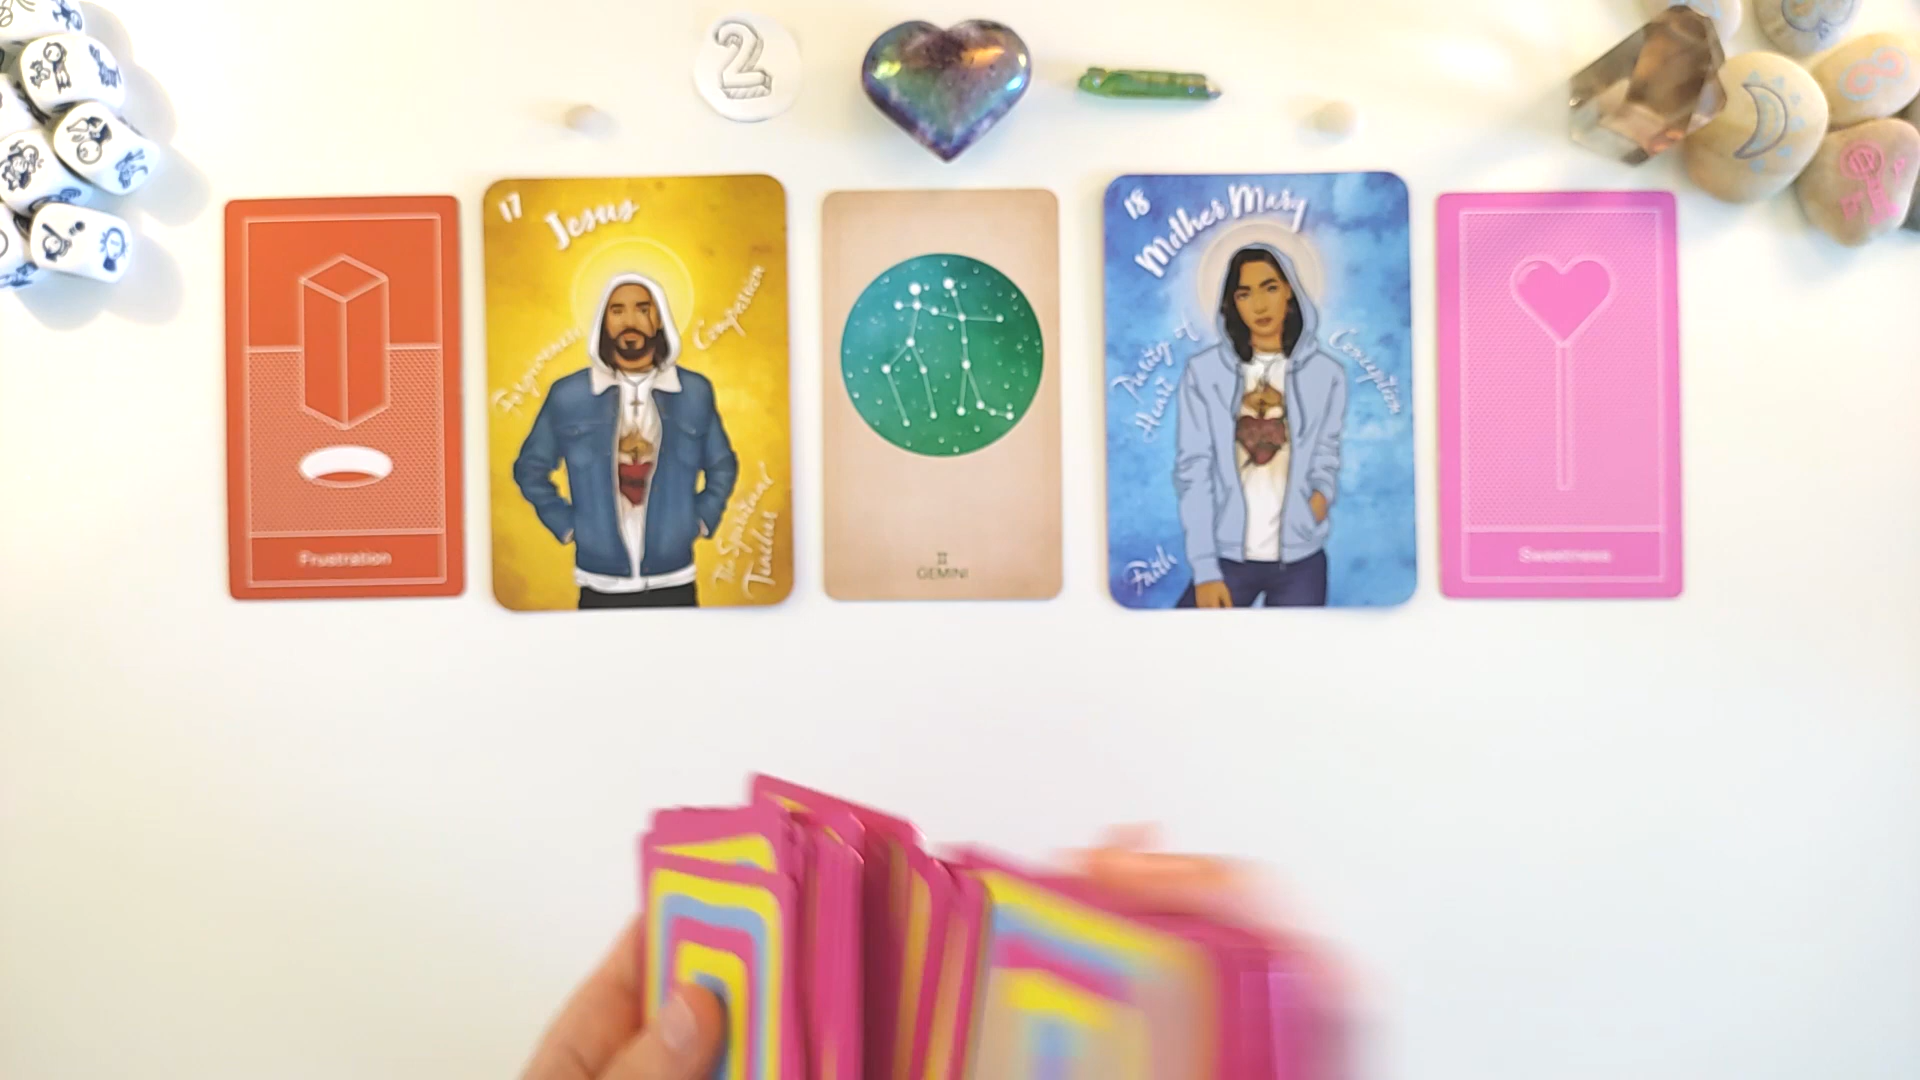 2
Frustration
17
Jesus
Forgiveness
Compassion
The Spiritual
Teacher
♊
GEMINI
18
Mother Mary
Purity of
Heart
Conception
Faith
Sweetness